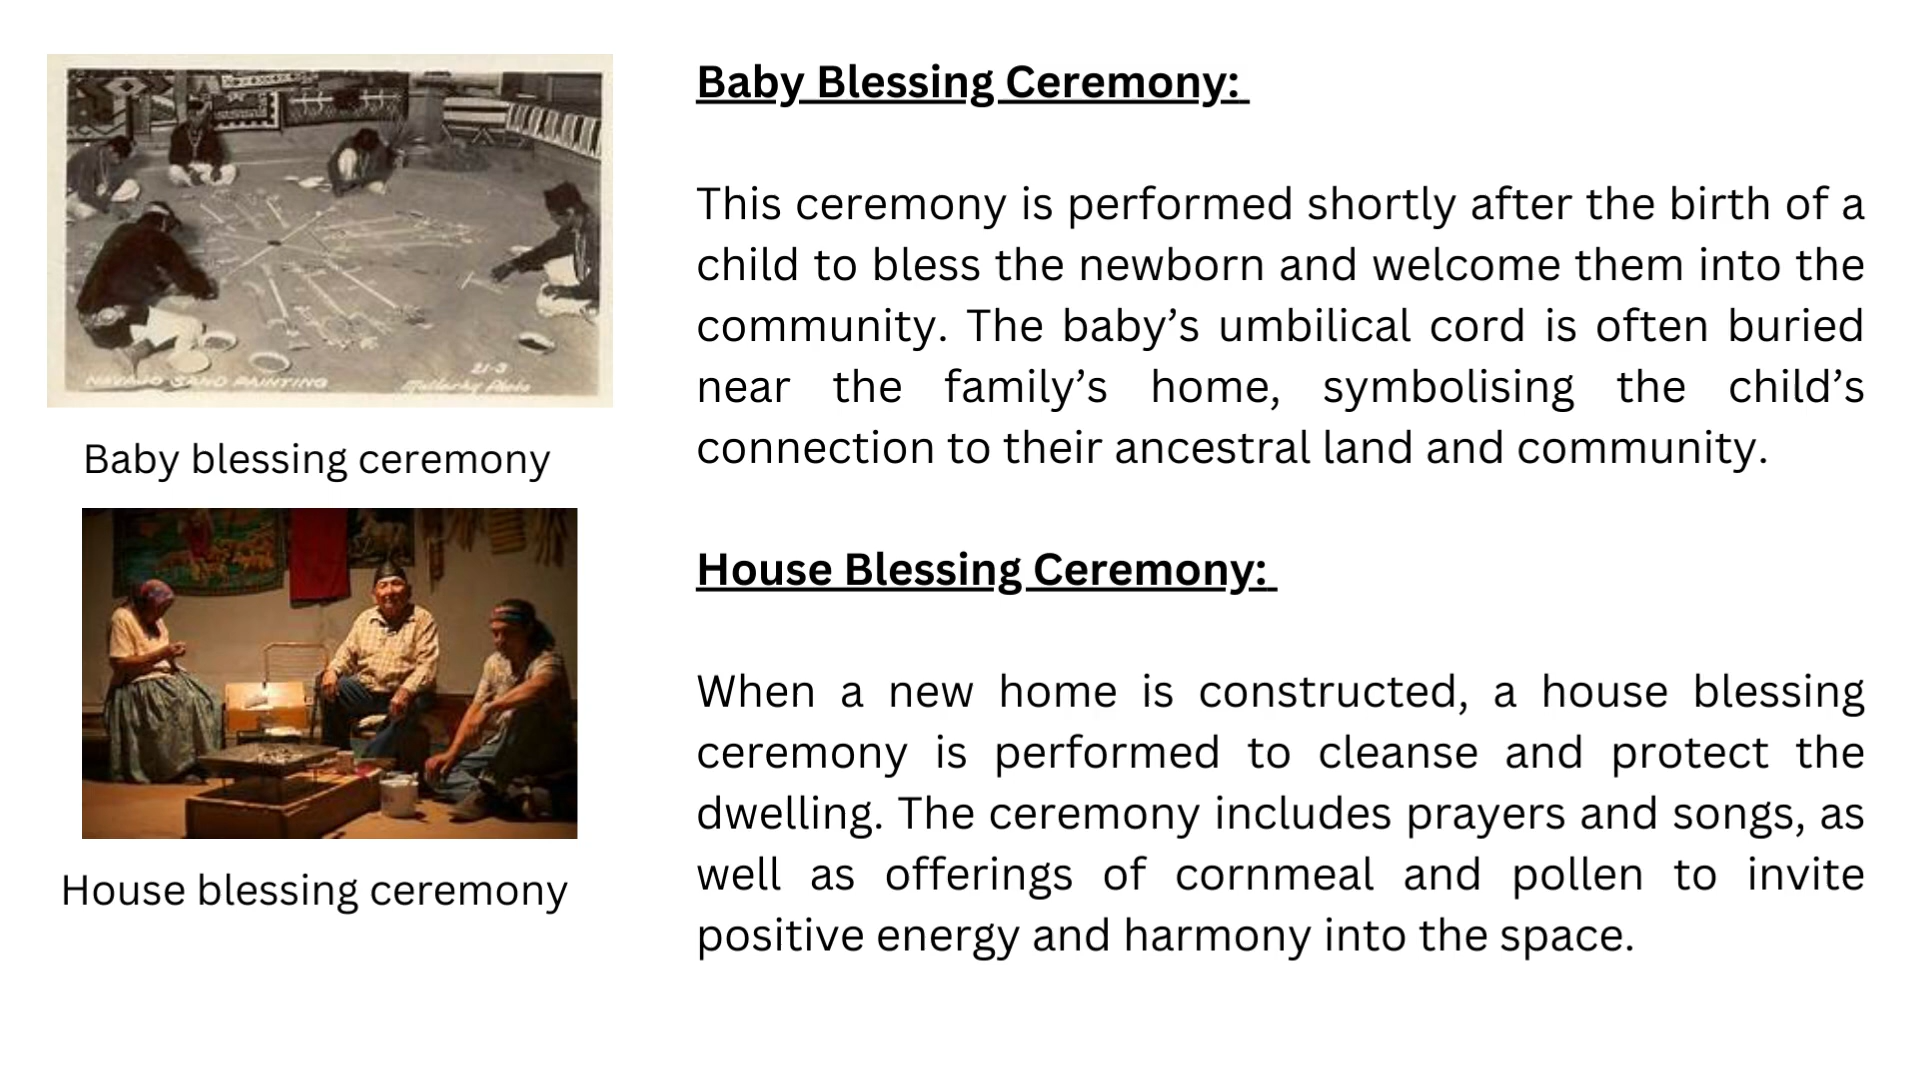 NAVAJO SAND PAINTING
21-3
Mullarky Photo
Baby blessing ceremony
House blessing ceremony
Baby Blessing Ceremony:
This ceremony is performed shortly after the birth of a
child to bless the newborn and welcome them into the
community. The baby’s umbilical cord is often buried
near the family’s home, symbolising the child’s
connection to their ancestral land and community.
House Blessing Ceremony:
When a new home is constructed, a house blessing
ceremony is performed to cleanse and protect the
dwelling. The ceremony includes prayers and songs, as
well as offerings of cornmeal and pollen to invite
positive energy and harmony into the space.